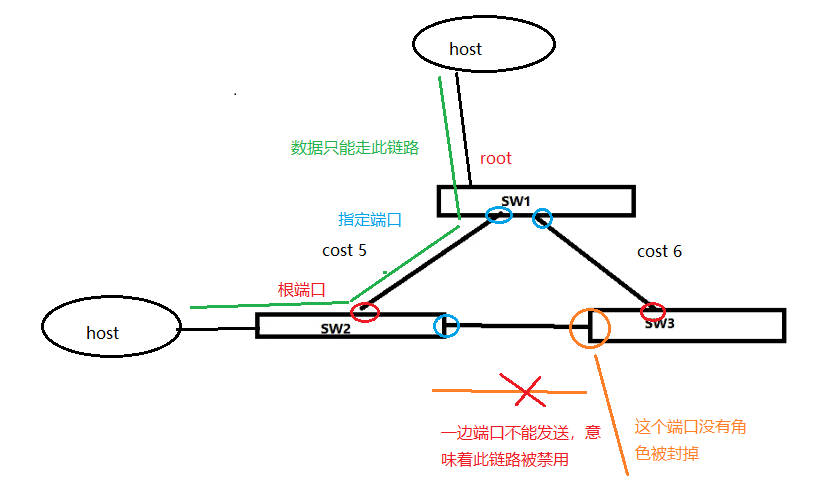 host
数据只能走此链路
root
SW1
指定端口
cost 5
cost 6
根端口
host
SW2
SW3
一边端口不能发送，意
味着此链路被禁用
这个端口没有角
色被封掉